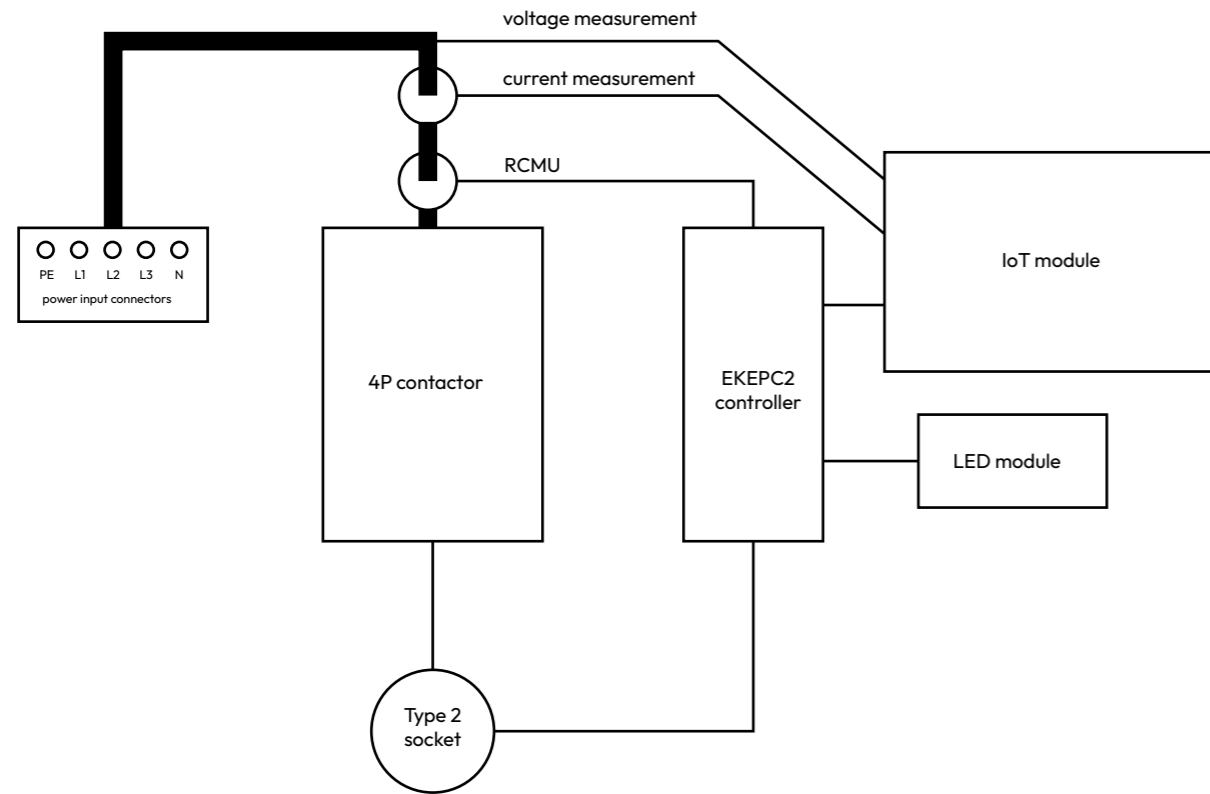 voltage measurement
current measurement
RCMU
PE L1 L2 L3 N
power input connectors
IoT module
4P contactor
EKEPC2
controller
LED module
Type 2
socket